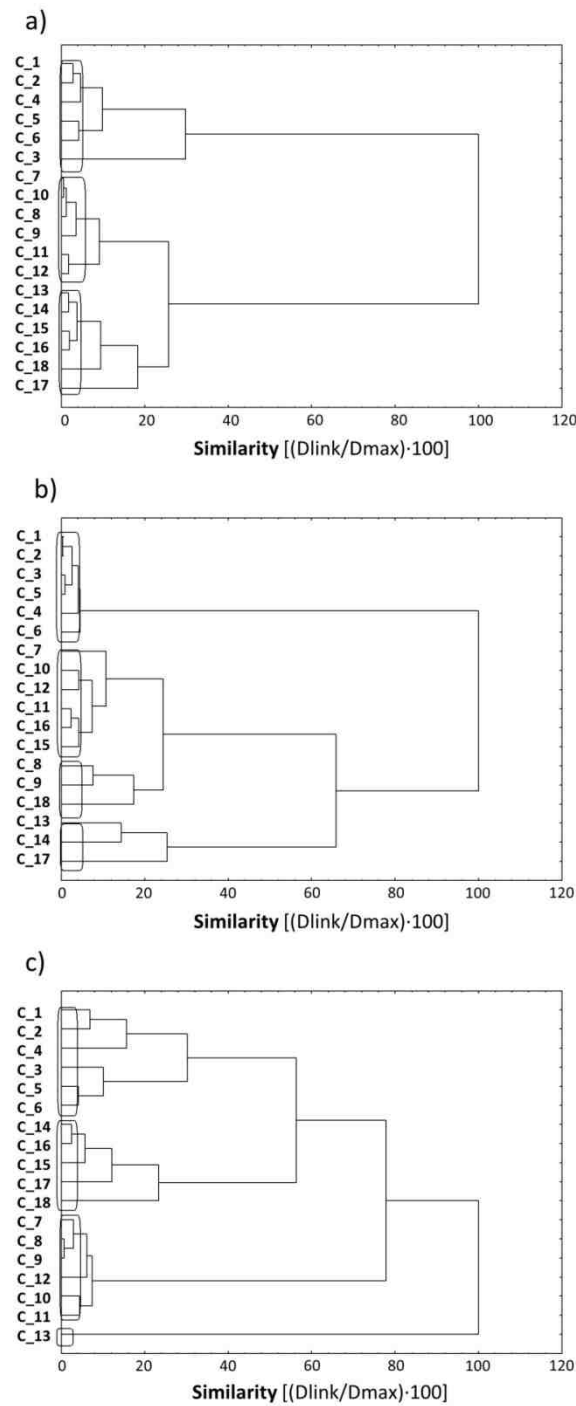 a)
C_1
C_2
C_4
C_5
C_6
C_3
C_7
C_10
C_8
C_9
C_11
C_12
C_13
C_14
C_15
C_16
C_18
C_17
0 20 40 60 80 100 120
Similarity [(Dlink/Dmax)·100]
b)
C_1
C_2
C_3
C_5
C_4
C_6
C_7
C_10
C_12
C_11
C_16
C_15
C_8
C_9
C_18
C_13
C_14
C_17
0 20 40 60 80 100 120
Similarity [(Dlink/Dmax)·100]
c)
C_1
C_2
C_4
C_3
C_5
C_6
C_14
C_16
C_15
C_17
C_18
C_7
C_8
C_9
C_12
C_10
C_11
C_13
0 20 40 60 80 100 120
Similarity [(Dlink/Dmax)·100]